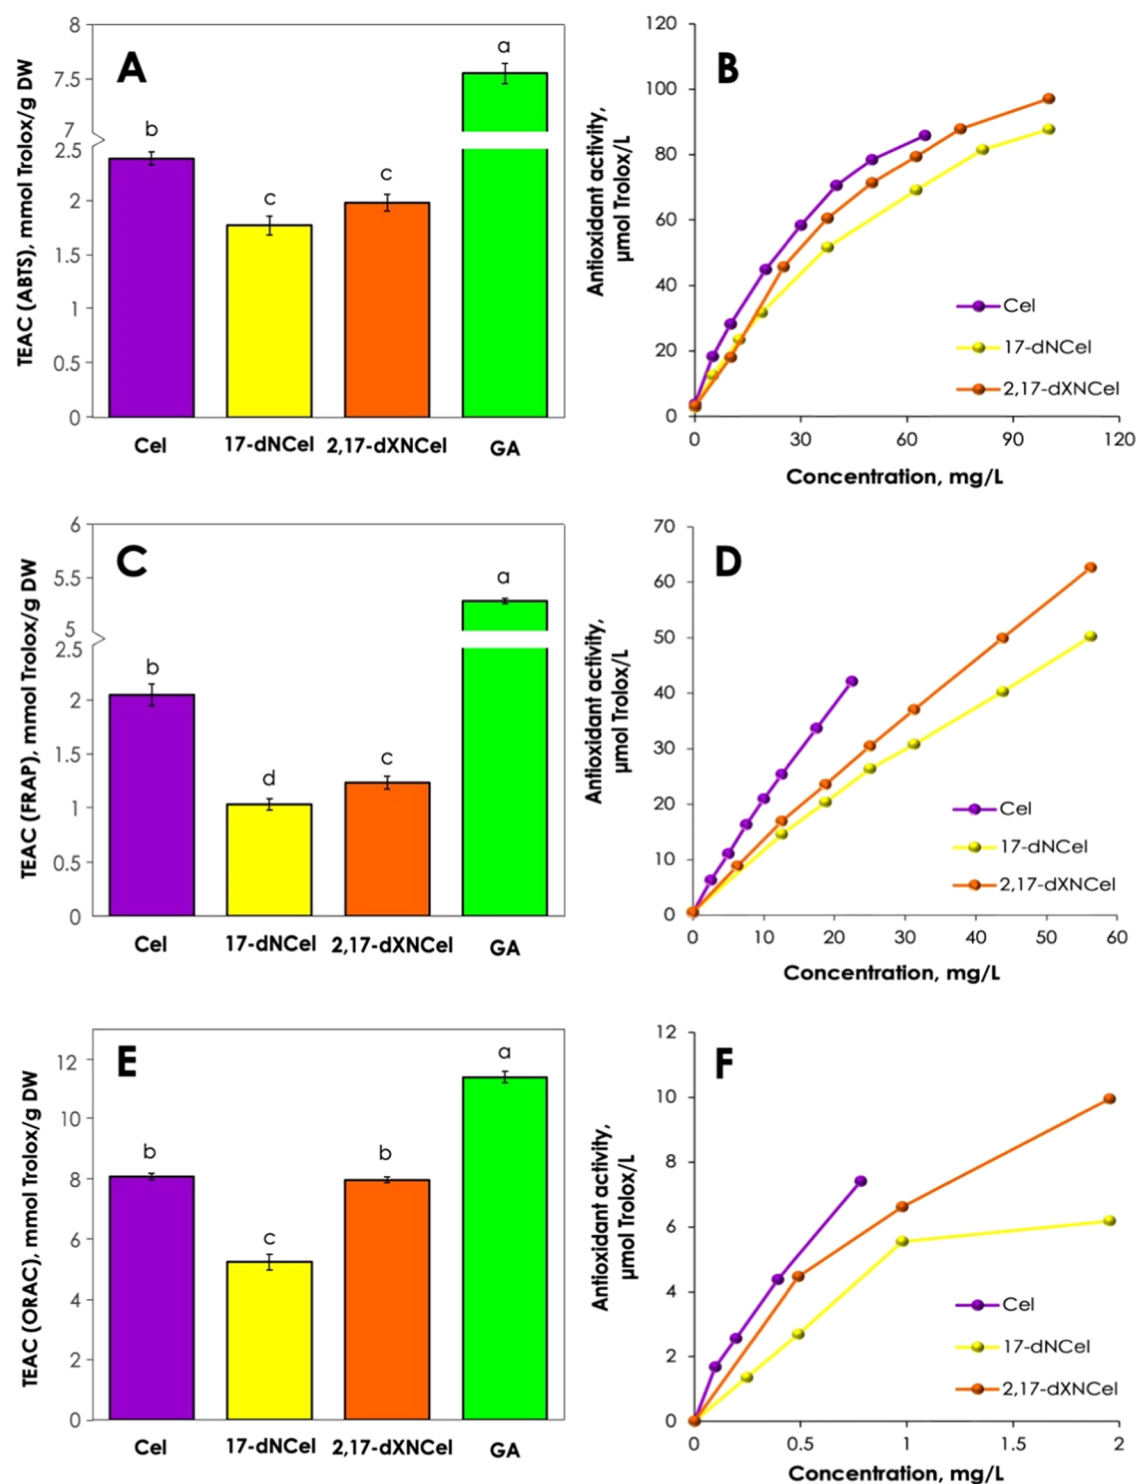 A
TEAC (ABTS), mmol Trolox/g DW
8
7.5
7
2.5
2
1.5
1
0.5
0
b
c
c
a
Cel
17-dNCel
2,17-dXNCel
GA
B
Antioxidant activity,
µmol Trolox/L
120
100
80
60
40
20
0
0
30
60
90
120
Cel
17-dNCel
2,17-dXNCel
Concentration, mg/L
C
TEAC (FRAP), mmol Trolox/g DW
6
5.5
5
2.5
2
1.5
1
0.5
0
b
d
c
a
Cel
17-dNCel
2,17-dXNCel
GA
D
Antioxidant activity,
µmol Trolox/L
70
60
50
40
30
20
10
0
0
10
20
30
40
50
60
Cel
17-dNCel
2,17-dXNCel
Concentration, mg/L
E
TEAC (ORAC), mmol Trolox/g DW
12
10
8
6
4
2
0
b
c
b
a
Cel
17-dNCel
2,17-dXNCel
GA
F
Antioxidant activity,
µmol Trolox/L
12
10
8
6
4
2
0
0
0.5
1
1.5
2
Cel
17-dNCel
2,17-dXNCel
Concentration, mg/L